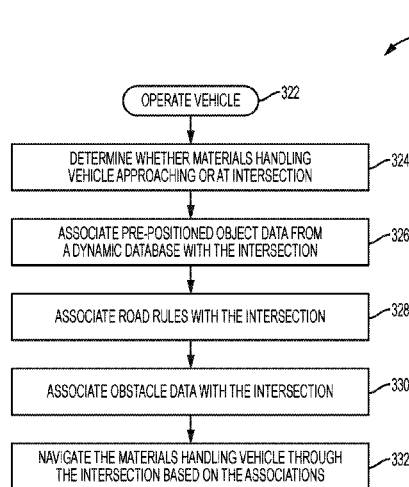 OPERATE VEHICLE
322
DETERMINE WHETHER MATERIALS HANDLING
VEHICLE APPROACHING OR AT INTERSECTION
324
ASSOCIATE PRE-POSITIONED OBJECT DATA FROM
A DYNAMIC DATABASE WITH THE INTERSECTION
326
ASSOCIATE ROAD RULES WITH THE INTERSECTION
328
ASSOCIATE OBSTACLE DATA WITH THE INTERSECTION
330
NAVIGATE THE MATERIALS HANDLING VEHICLE THROUGH
THE INTERSECTION BASED ON THE ASSOCIATIONS
332